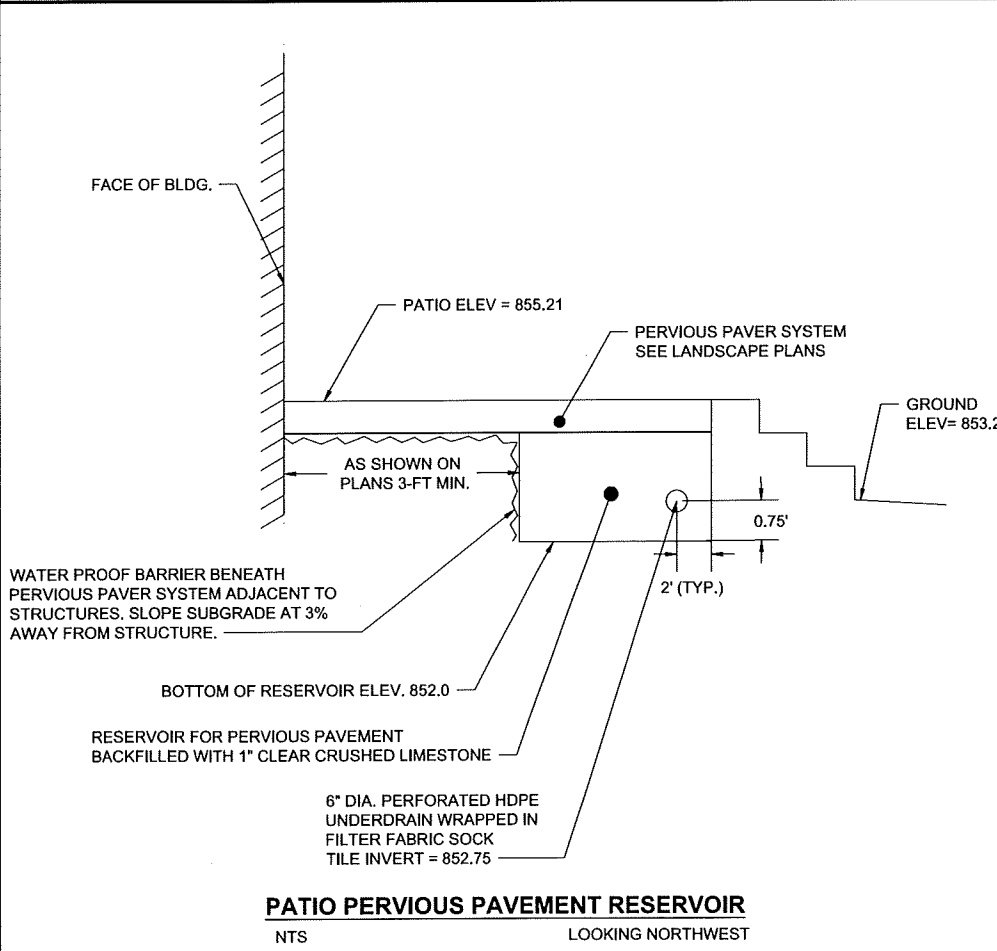 FACE OF BLDG.
PATIO ELEV = 855.21
PERVIOUS PAVER SYSTEM
SEE LANDSCAPE PLANS
GROUND
ELEV= 853.2
AS SHOWN ON
PLANS 3-FT MIN.
0.75'
2' (TYP.)
WATER PROOF BARRIER BENEATH
PERVIOUS PAVER SYSTEM ADJACENT TO
STRUCTURES. SLOPE SUBGRADE AT 3%
AWAY FROM STRUCTURE.
BOTTOM OF RESERVOIR ELEV. 852.0
RESERVOIR FOR PERVIOUS PAVEMENT
BACKFILLED WITH 1" CLEAR CRUSHED LIMESTONE
6" DIA. PERFORATED HDPE
UNDERDRAIN WRAPPED IN
FILTER FABRIC SOCK
TILE INVERT = 852.75
PATIO PERVIOUS PAVEMENT RESERVOIR
NTS
LOOKING NORTHWEST